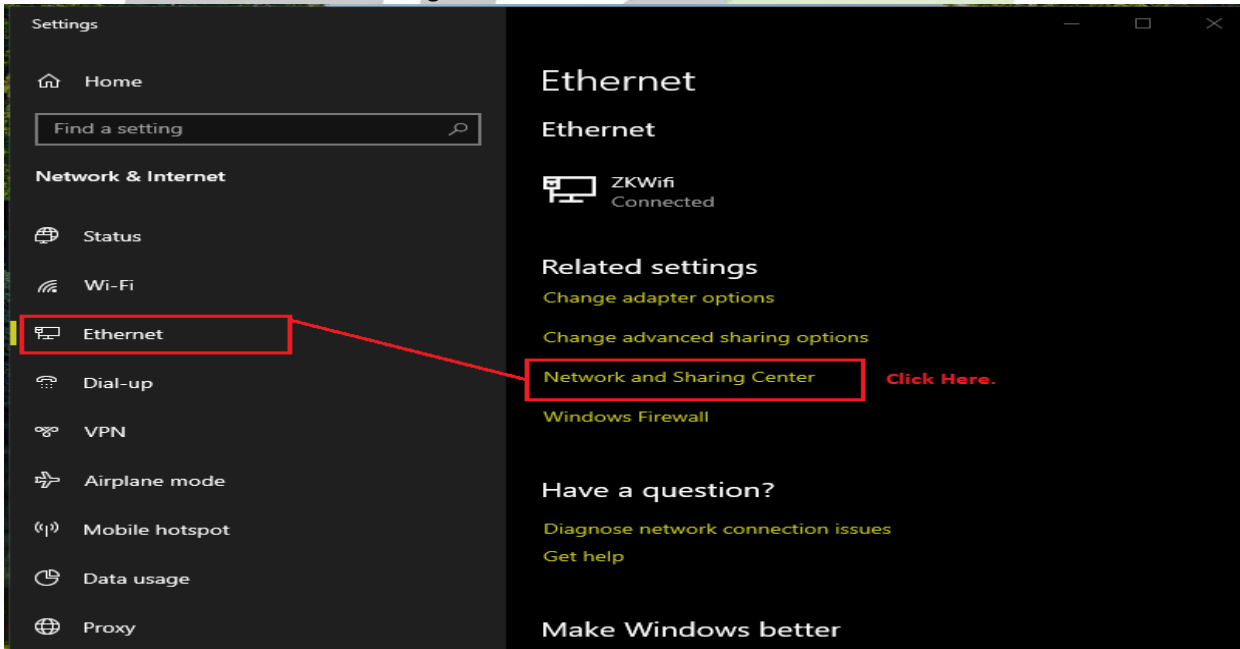 Settings
Home
Find a setting
Network & Internet
Status
Wi-Fi
Ethernet
Dial-up
VPN
Airplane mode
Mobile hotspot
Data usage
Proxy
Ethernet
Ethernet
ZKWifi
Connected
Related settings
Change adapter options
Change advanced sharing options
Network and Sharing Center Click Here.
Windows Firewall
Have a question?
Diagnose network connection issues
Get help
Make Windows better